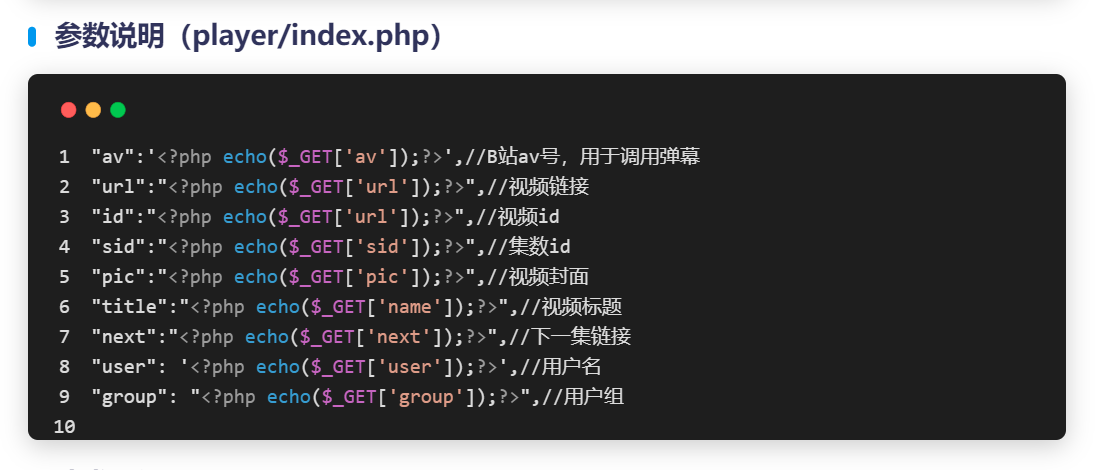 参数说明（player/index.php）
1 "av":'<?php echo($_GET['av']);?>',//B站av号，用于调用弹幕
2 "url":"<?php echo($_GET['url']);?>",//视频链接
3 "id":"<?php echo($_GET['url']);?>",//视频id
4 "sid":"<?php echo($_GET['sid']);?>",//集数id
5 "pic":"<?php echo($_GET['pic']);?>",//视频封面
6 "title":"<?php echo($_GET['name']);?>",//视频标题
7 "next":"<?php echo($_GET['next']);?>",//下一集链接
8 "user": '<?php echo($_GET['user']);?>',//用户名
9 "group": "<?php echo($_GET['group']);?>",//用户组
10